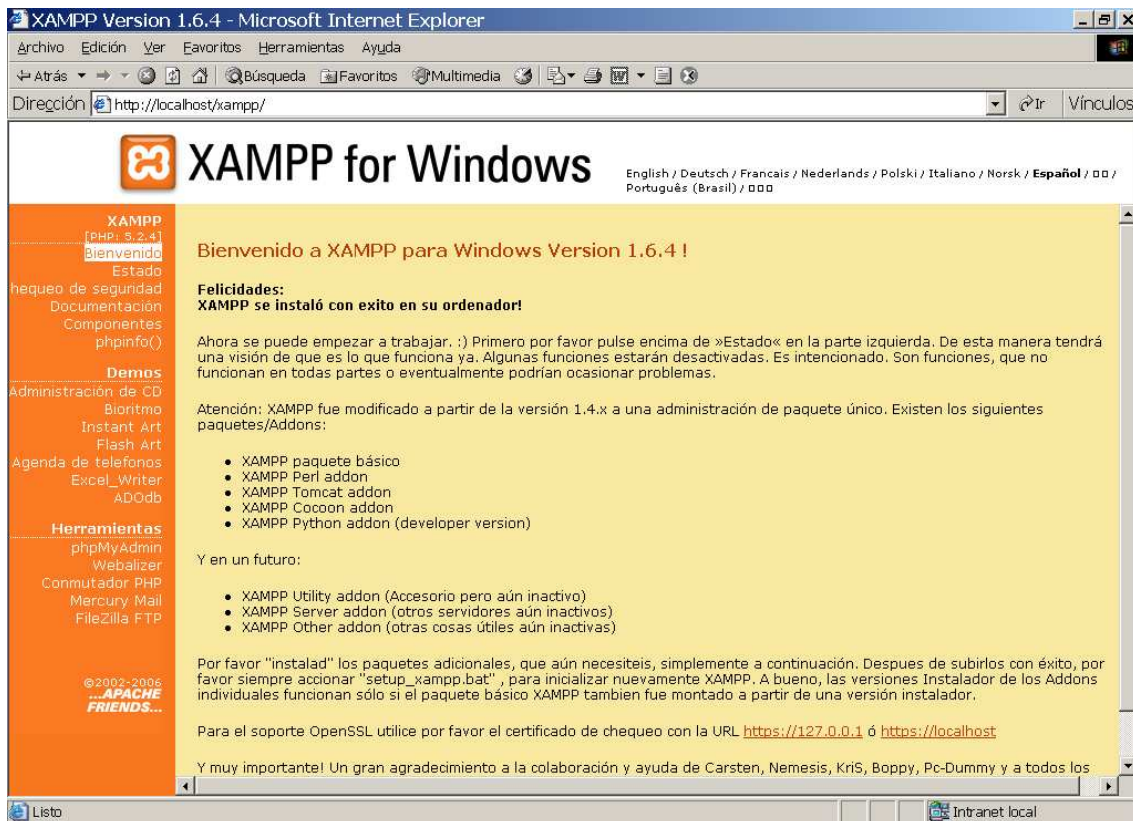 XAMPP Version 1.6.4 - Microsoft Internet Explorer
Archivo Edición Ver Favoritos Herramientas Ayuda
Atrás Búsqueda Favoritos Multimedia
Dirección http://localhost/xampp/ Ir Vínculos
XAMPP for Windows
English / Deutsch / Francais / Nederlands / Polski / Italiano / Norsk / Español / □□ /
Português (Brasil) / □□□
XAMPP
[PHP: 5.2.4]
Bienvenido
Estado
hequeo de seguridad
Documentación
Componentes
phpinfo()
Demos
Administración de CD
Bioritmo
Instant Art
Flash Art
Agenda de telefonos
Excel_Writer
ADOdb
Herramientas
phpMyAdmin
Webalizer
Conmutador PHP
Mercury Mail
FileZilla FTP
©2002-2006
...APACHE
FRIENDS...
Bienvenido a XAMPP para Windows Version 1.6.4 !
Felicidades:
XAMPP se instaló con exito en su ordenador!
Ahora se puede empezar a trabajar. :) Primero por favor pulse encima de »Estado« en la parte izquierda. De esta manera tendrá
una visión de que es lo que funciona ya. Algunas funciones estarán desactivadas. Es intencionado. Son funciones, que no
funcionan en todas partes o eventualmente podrían ocasionar problemas.
Atención: XAMPP fue modificado a partir de la versión 1.4.x a una administración de paquete único. Existen los siguientes
paquetes/Addons:
• XAMPP paquete básico
• XAMPP Perl addon
• XAMPP Tomcat addon
• XAMPP Cocoon addon
• XAMPP Python addon (developer version)
Y en un futuro:
• XAMPP Utility addon (Accesorio pero aún inactivo)
• XAMPP Server addon (otros servidores aún inactivos)
• XAMPP Other addon (otras cosas útiles aún inactivas)
Por favor "instalad" los paquetes adicionales, que aún necesiteis, simplemente a continuación. Despues de subirlos con éxito, por
favor siempre accionar "setup_xampp.bat" , para inicializar nuevamente XAMPP. A bueno, las versiones Instalador de los Addons
individuales funcionan sólo si el paquete básico XAMPP tambien fue montado a partir de una versión instalador.
Para el soporte OpenSSL utilice por favor el certificado de chequeo con la URL https://127.0.0.1 ó https://localhost
Y muy importante! Un gran agradecimiento a la colaboración y ayuda de Carsten, Nemesis, KriS, Boppy, Pc-Dummy y a todos los
Listo Intranet local